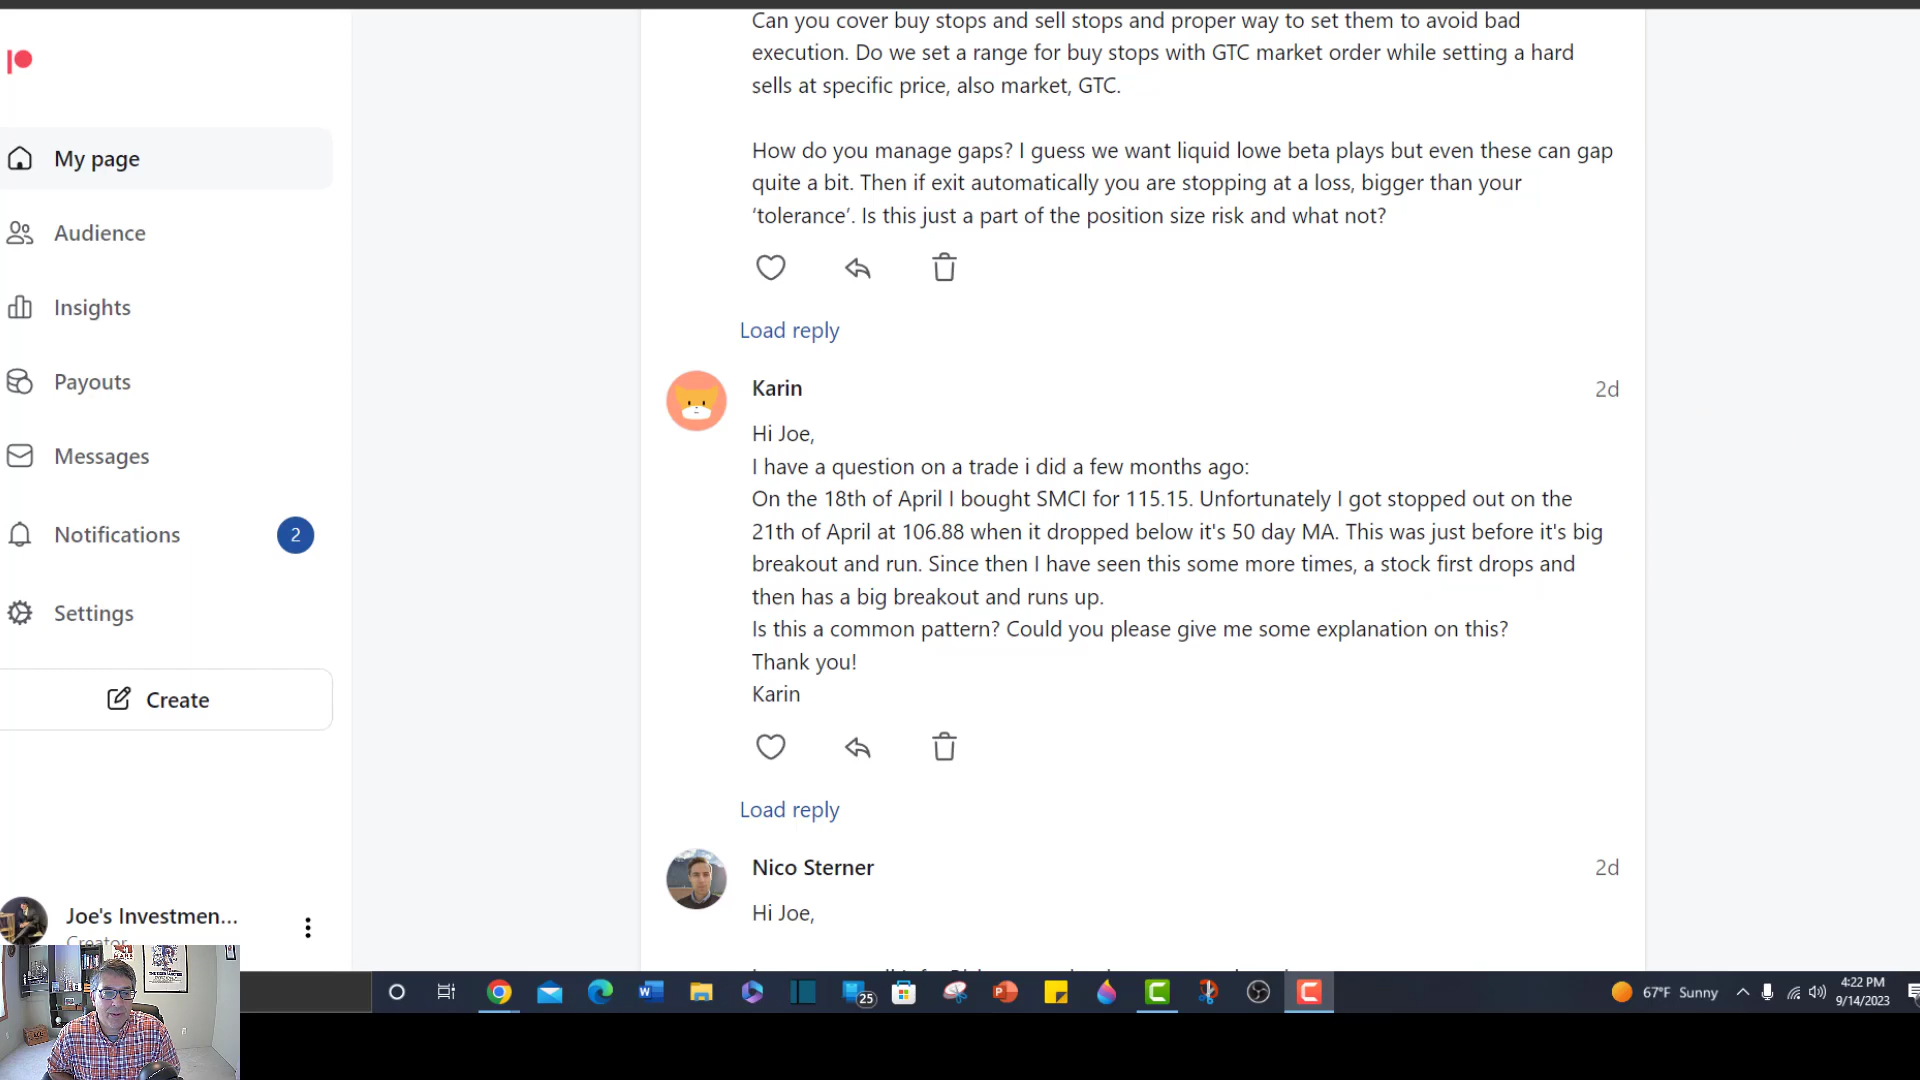 Can you cover buy stops and sell stops and proper way to set them to avoid bad
execution. Do we set a range for buy stops with GTC market order while setting a hard
sells at specific price, also market, GTC.
How do you manage gaps? I guess we want liquid lowe beta plays but even these can gap
quite a bit. Then if exit automatically you are stopping at a loss, bigger than your
‘tolerance’. Is this just a part of the position size risk and what not?
Load reply
Karin
2d
Hi Joe,
I have a question on a trade i did a few months ago:
On the 18th of April I bought SMCI for 115.15. Unfortunately I got stopped out on the
21th of April at 106.88 when it dropped below it's 50 day MA. This was just before it's big
breakout and run. Since then I have seen this some more times, a stock first drops and
then has a big breakout and runs up.
Is this a common pattern? Could you please give me some explanation on this?
Thank you!
Karin
Load reply
Nico Sterner
2d
Hi Joe,
My page
Audience
Insights
Payouts
Messages
Notifications
2
Settings
Create
Joe's Investmen...
Creator
25
67°F Sunny
4:22 PM
9/14/2023